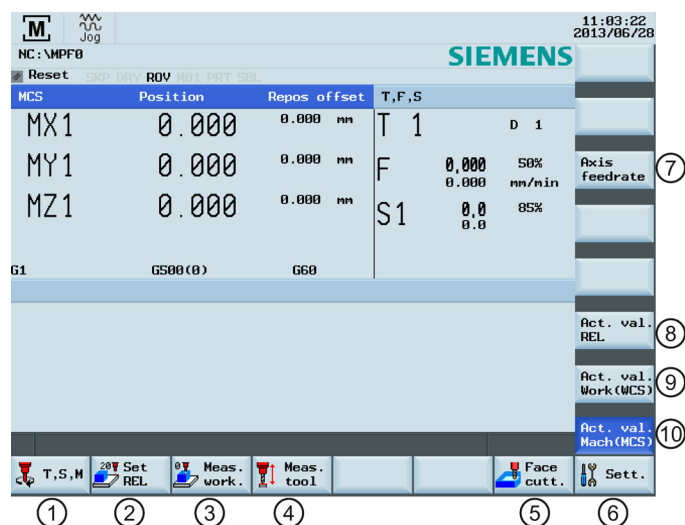 M
Jog
11:03:22
2013/06/28
NC:\MPF0
SIEMENS
Reset SKP DRY ROV M01 PRT SBL
MCS Position Repos offset T,F,S
MX1 0.000 0.000 mm T 1 D 1
MY1 0.000 0.000 mm F 0.000 50%
0.000 mm/min
MZ1 0.000 0.000 mm S1 0.0 85%
0.0
G1 G500(0) G60
Axis
feedrate
7
Act. val.
REL
8
Act. val.
Work(WCS)
9
Act. val.
Mach(MCS)
10
T,S,M
20 Set
REL
0 Meas.
work.
Meas.
tool
Face
cutt.
Sett.
1 2 3 4 5 6